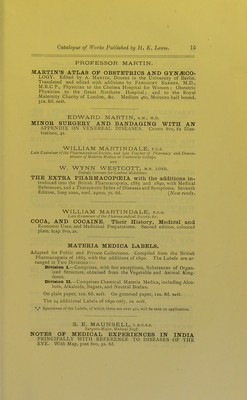 Catalogue of Works Published by H. K. Lewis. 13
PROFESSOR MARTIN.
MARTIN'S ATLAS OF OBSTETRICS AND GYNÆCO-
LOGY. Edited by A. MARTIN, Docent in the University of Berlin.
Translated and edited with additions by FANCOURT BARNES, M.D.,
M.R.C.P., Physician to the Chelsea Hospital for Women; Obstetric
Physician to the Great Northern Hospital; and to the Royal
Maternity Charity of London, &c. Medium 4to, Morocco half bound,
31s. 6d. nett.
EDWARD MARTIN, A.M., M.D.
MINOR SURGERY AND BANDAGING WITH AN
APPENDIX ON VENEREAL DISEASES. Crown 8vo, 82 Illus-
trations, 4s.
WILLIAM MARTINDALE, F.C.S.
Late Examiner of the Pharmaceutical Society, and late Teacher of Pharmacy and Demon-
strator of Materia Medica at University College.
AND
W. WYNN WESTCOTT, M.B. LOND.
Deputy Coroner for Central Middlesex.
THE EXTRA PHARMACOPŒIA with the additions in-
troduced into the British Pharmacopœia, 1885 and 1890, with Medical
References, and a Therapeutic Index of Diseases and Symptoms. Seventh
Edition, limp roan, med. 24mo, 7s. 6d. [Now ready.
WILLIAM MARTINDALE, F.C.S.
Late Examiner of the Pharmaceutical Society, &c.
COCA, AND COCAINE: Their History, Medical and
Economic Uses, and Medicinal Preparations. Second edition, coloured
plate, fcap 8vo, 2s.
MATERIA MEDICA LABELS.
Adapted for Public and Private Collections. Compiled from the British
Pharmacopœia of 1885, with the additions of 1890. The Labels are ar-
ranged in Two Divisions:—
Division I.—Comprises, with few exceptions, Substances of Organ-
ized Structure, obtained from the Vegetable and Animal King-
doms.
Division II.—Comprises Chemical Materia Medica, including Alco-
hols, Alkaloids, Sugars, and Neutral Bodies.
On plain paper, 10s. 6d. nett. On gummed paper, 12s. 6d. nett.
The 24 additional Labels of 1890 only, 1s. nett.
*** Specimens of the Labels, of which there are over 450, will be sent on application.
S. E. MAUNSELL, L.R.C.S.I.
Surgeon-Major, Medical Staff.
NOTES OF MEDICAL EXPERIENCES IN INDIA
PRINCIPALLY WITH REFERENCE TO DISEASES OF THE
EYE. With Map, post 8vo, 3s. 6d.